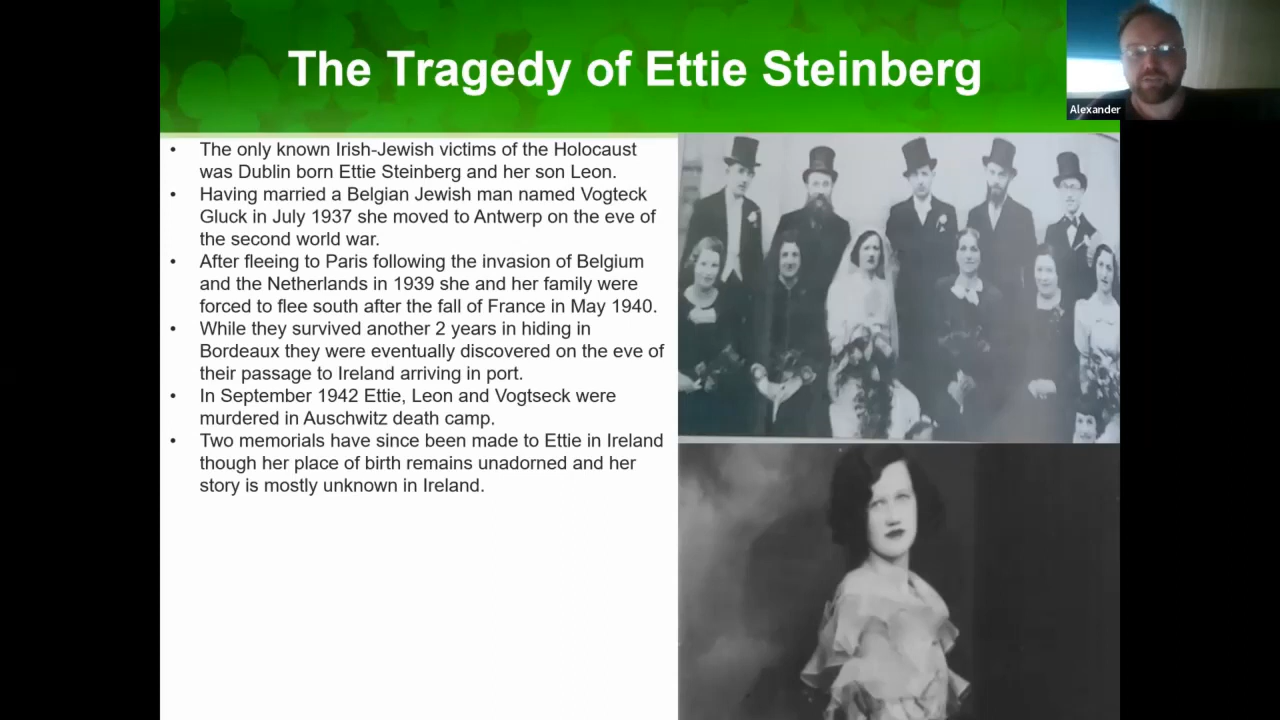 The Tragedy of Ettie Steinberg
Alexander
• The only known Irish-Jewish victims of the Holocaust
was Dublin born Ettie Steinberg and her son Leon.
• Having married a Belgian Jewish man named Vogteck
Gluck in July 1937 she moved to Antwerp on the eve of
the second world war.
• After fleeing to Paris following the invasion of Belgium
and the Netherlands in 1939 she and her family were
forced to flee south after the fall of France in May 1940.
• While they survived another 2 years in hiding in
Bordeaux they were eventually discovered on the eve of
their passage to Ireland arriving in port.
• In September 1942 Ettie, Leon and Vogtseck were
murdered in Auschwitz death camp.
• Two memorials have since been made to Ettie in Ireland
though her place of birth remains unadorned and her
story is mostly unknown in Ireland.